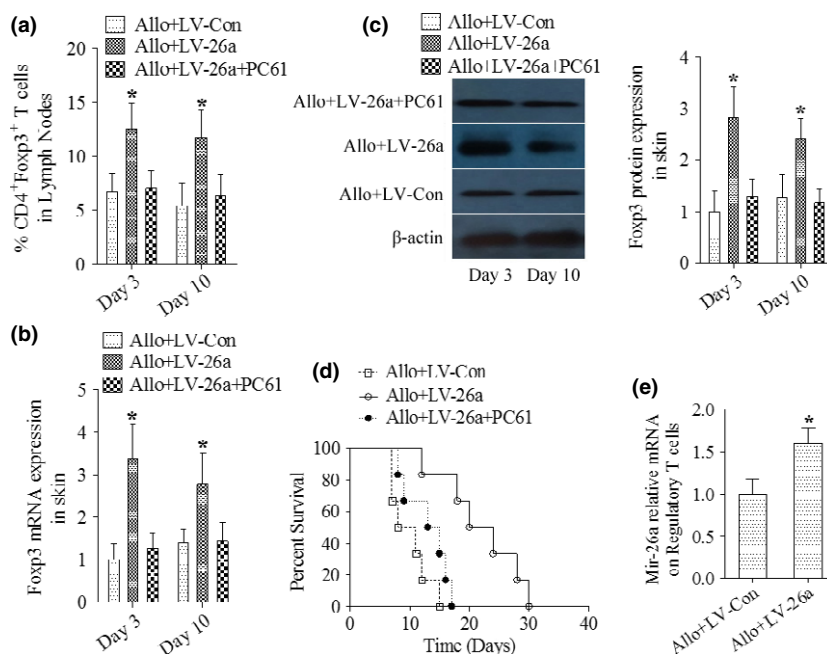 (a)
Allo+LV-Con
Allo+LV-26a
Allo+LV-26a+PC61
% CD4+Foxp3+ T cells
in Lymph Nodes
20
15
10
5
0
*
*
Day 3
Day 10
(c)
Allo+LV-Con
Allo+LV-26a
Allo+LV-26a+PC61
Allo+LV-26a+PC61
Allo+LV-26a
Allo+LV-Con
β-actin
Day 3
Day 10
Foxp3 protein expression
in skin
4
3
2
1
0
*
*
Day 3
Day 10
(b)
Allo+LV-Con
Allo+LV-26a
Allo+LV-26a+PC61
Foxp3 mRNA expression
in skin
5
4
3
2
1
0
*
*
Day 3
Day 10
(d)
Allo+LV-Con
Allo+LV-26a
Allo+LV-26a+PC61
Percent Survival
100
80
60
40
20
0
0
10
20
30
40
Time (Days)
(e)
Mir-26a relative mRNA
on Regulatory T cells
2.0
1.5
1.0
0.5
0.0
*
Allo+LV-Con
Allo+LV-26a